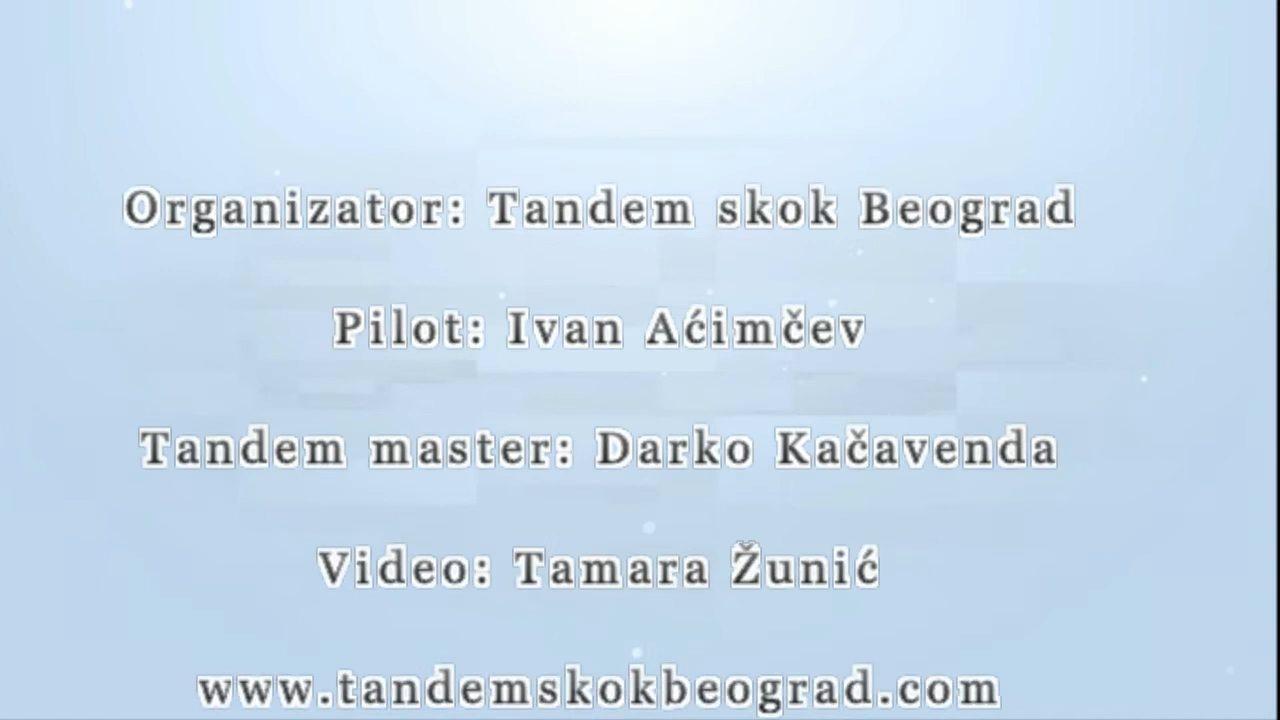 Organizator: Tandem skok Beograd
Pilot: Ivan Aćimčev
Tandem master: Darko Kačavenda
Video: Tamara Žunić
www.tandemskokbeograd.com